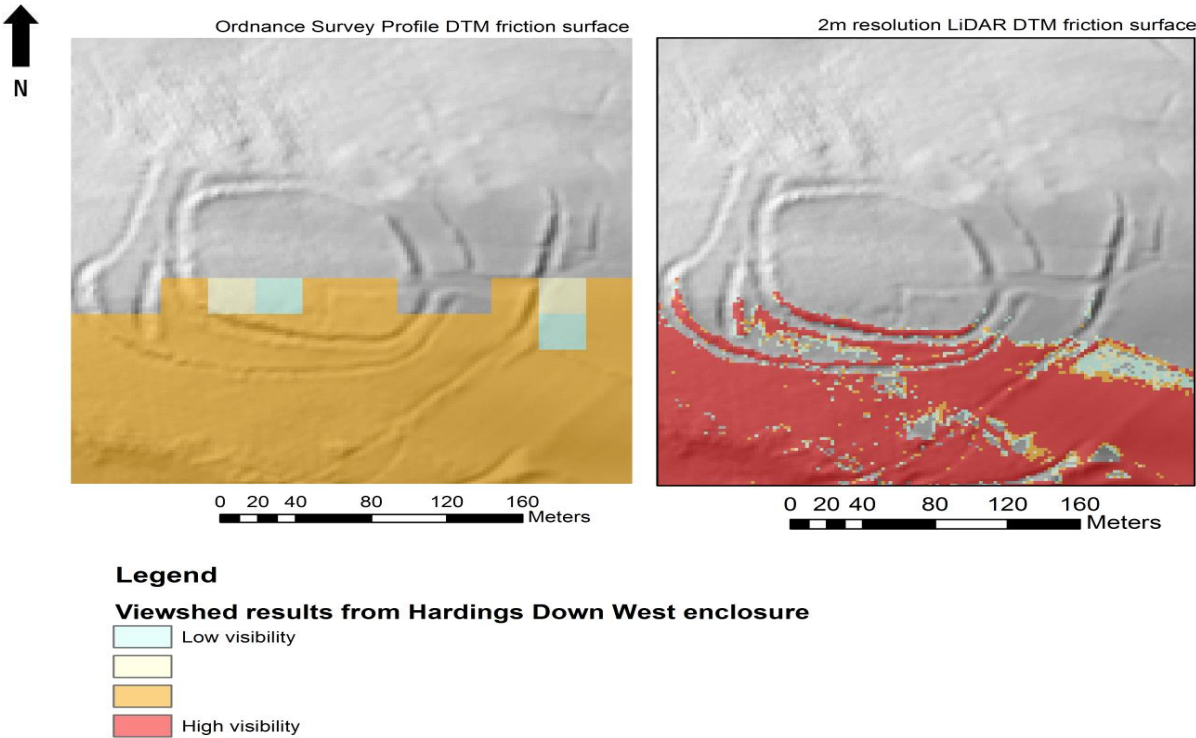 N
Ordnance Survey Profile DTM friction surface
2m resolution LiDAR DTM friction surface
0 20 40 80 120 160 Meters
0 20 40 80 120 160 Meters
Legend
Viewshed results from Hardings Down West enclosure
Low visibility
High visibility